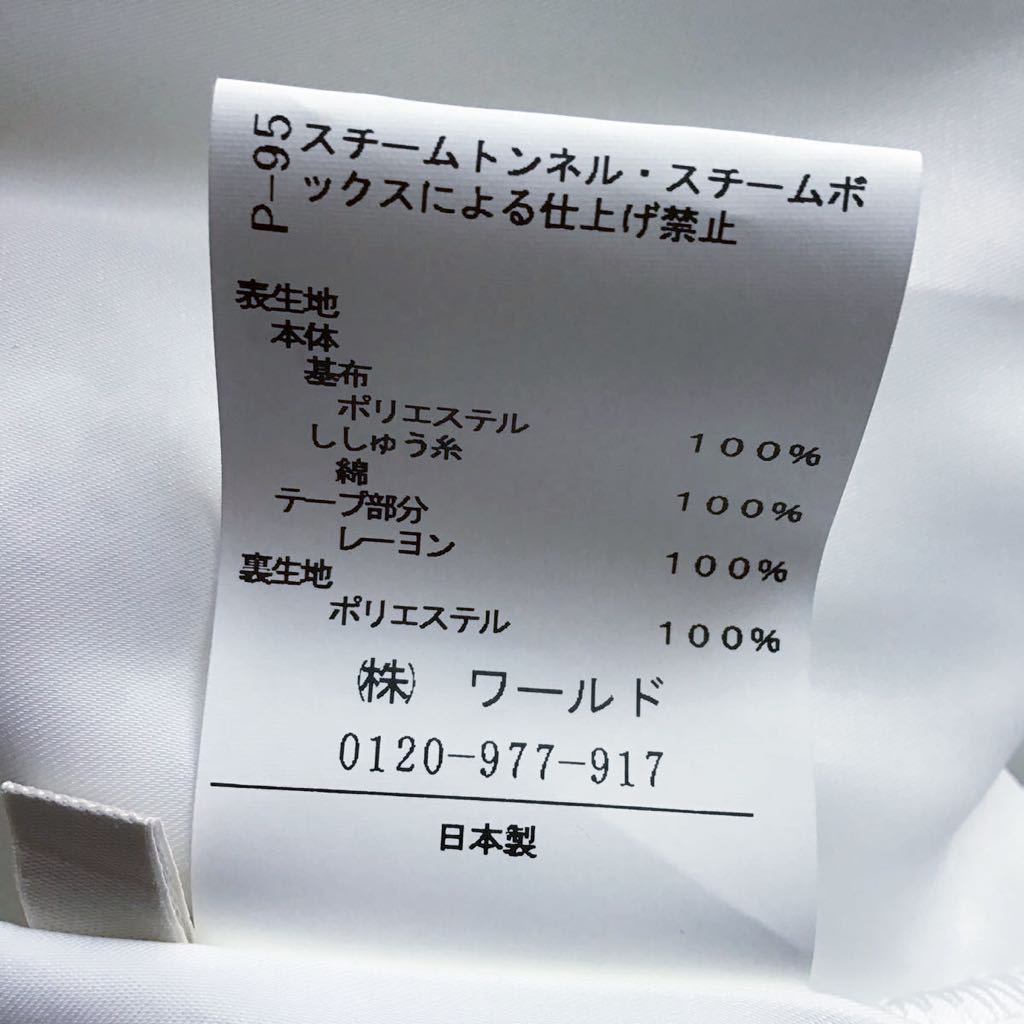 P-95
スチームトンネル・スチームボ
ックスによる仕上げ禁止
表生地
本体
基布
ポリエステル 100%
ししゅう糸
綿 100%
テープ部分
レーヨン 100%
裏生地
ポリエステル 100%
㈱ ワールド
0120-977-917
日本製